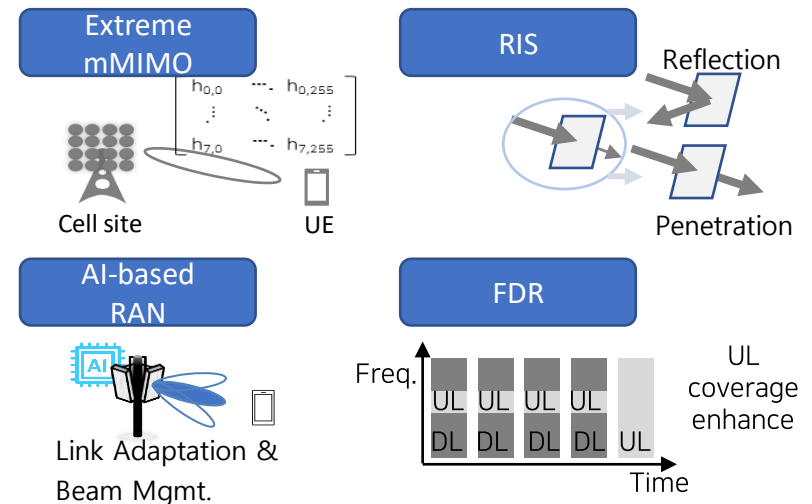 Extreme
mMIMO
h0,0 ---. h0,255
h7,0 ---. h7,255
Cell site
UE
RIS
Reflection
Penetration
AI-based
RAN
AI
Link Adaptation &
Beam Mgmt.
FDR
Freq.
UL UL UL UL
DL DL DL DL UL
Time
UL
coverage
enhance